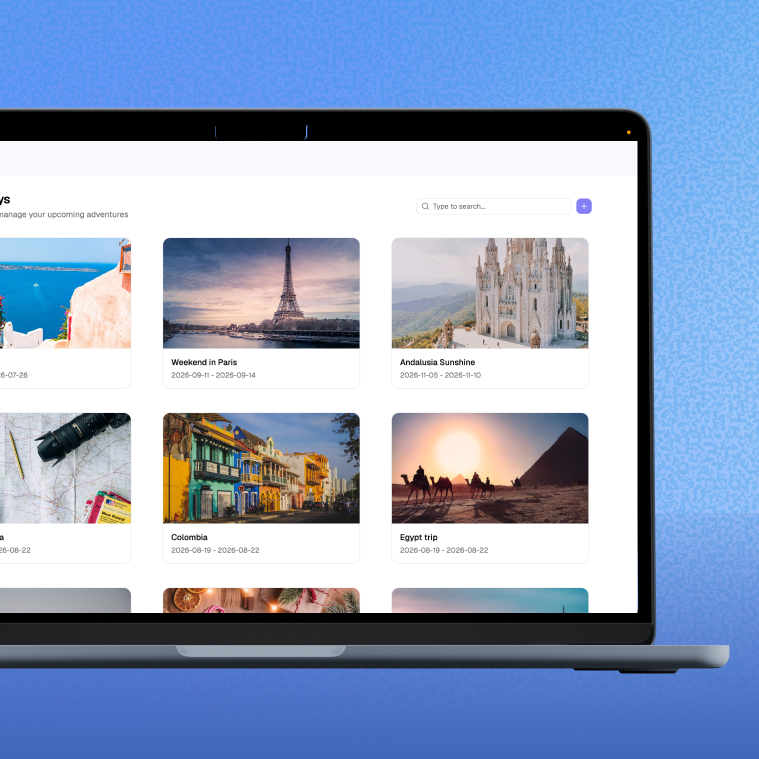 ys
manage your upcoming adventures
Type to search...
6-07-26
Weekend in Paris
2026-09-11 - 2026-09-14
Andalusia Sunshine
2026-11-05 - 2026-11-10
a
26-08-22
Colombia
2026-08-19 - 2026-08-22
Egypt trip
2026-08-19 - 2026-08-22